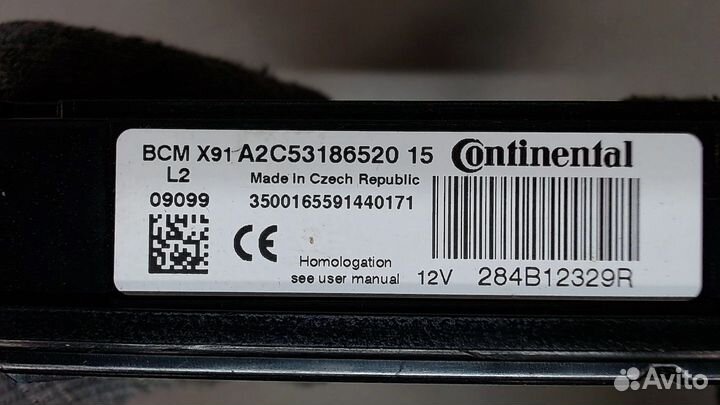 BCM X91 A2C53186520 15 Continental
L2 Made In Czech Republic
09099 3500165591440171
CE
Homologation
see user manual 12V 284B12329R
Avito